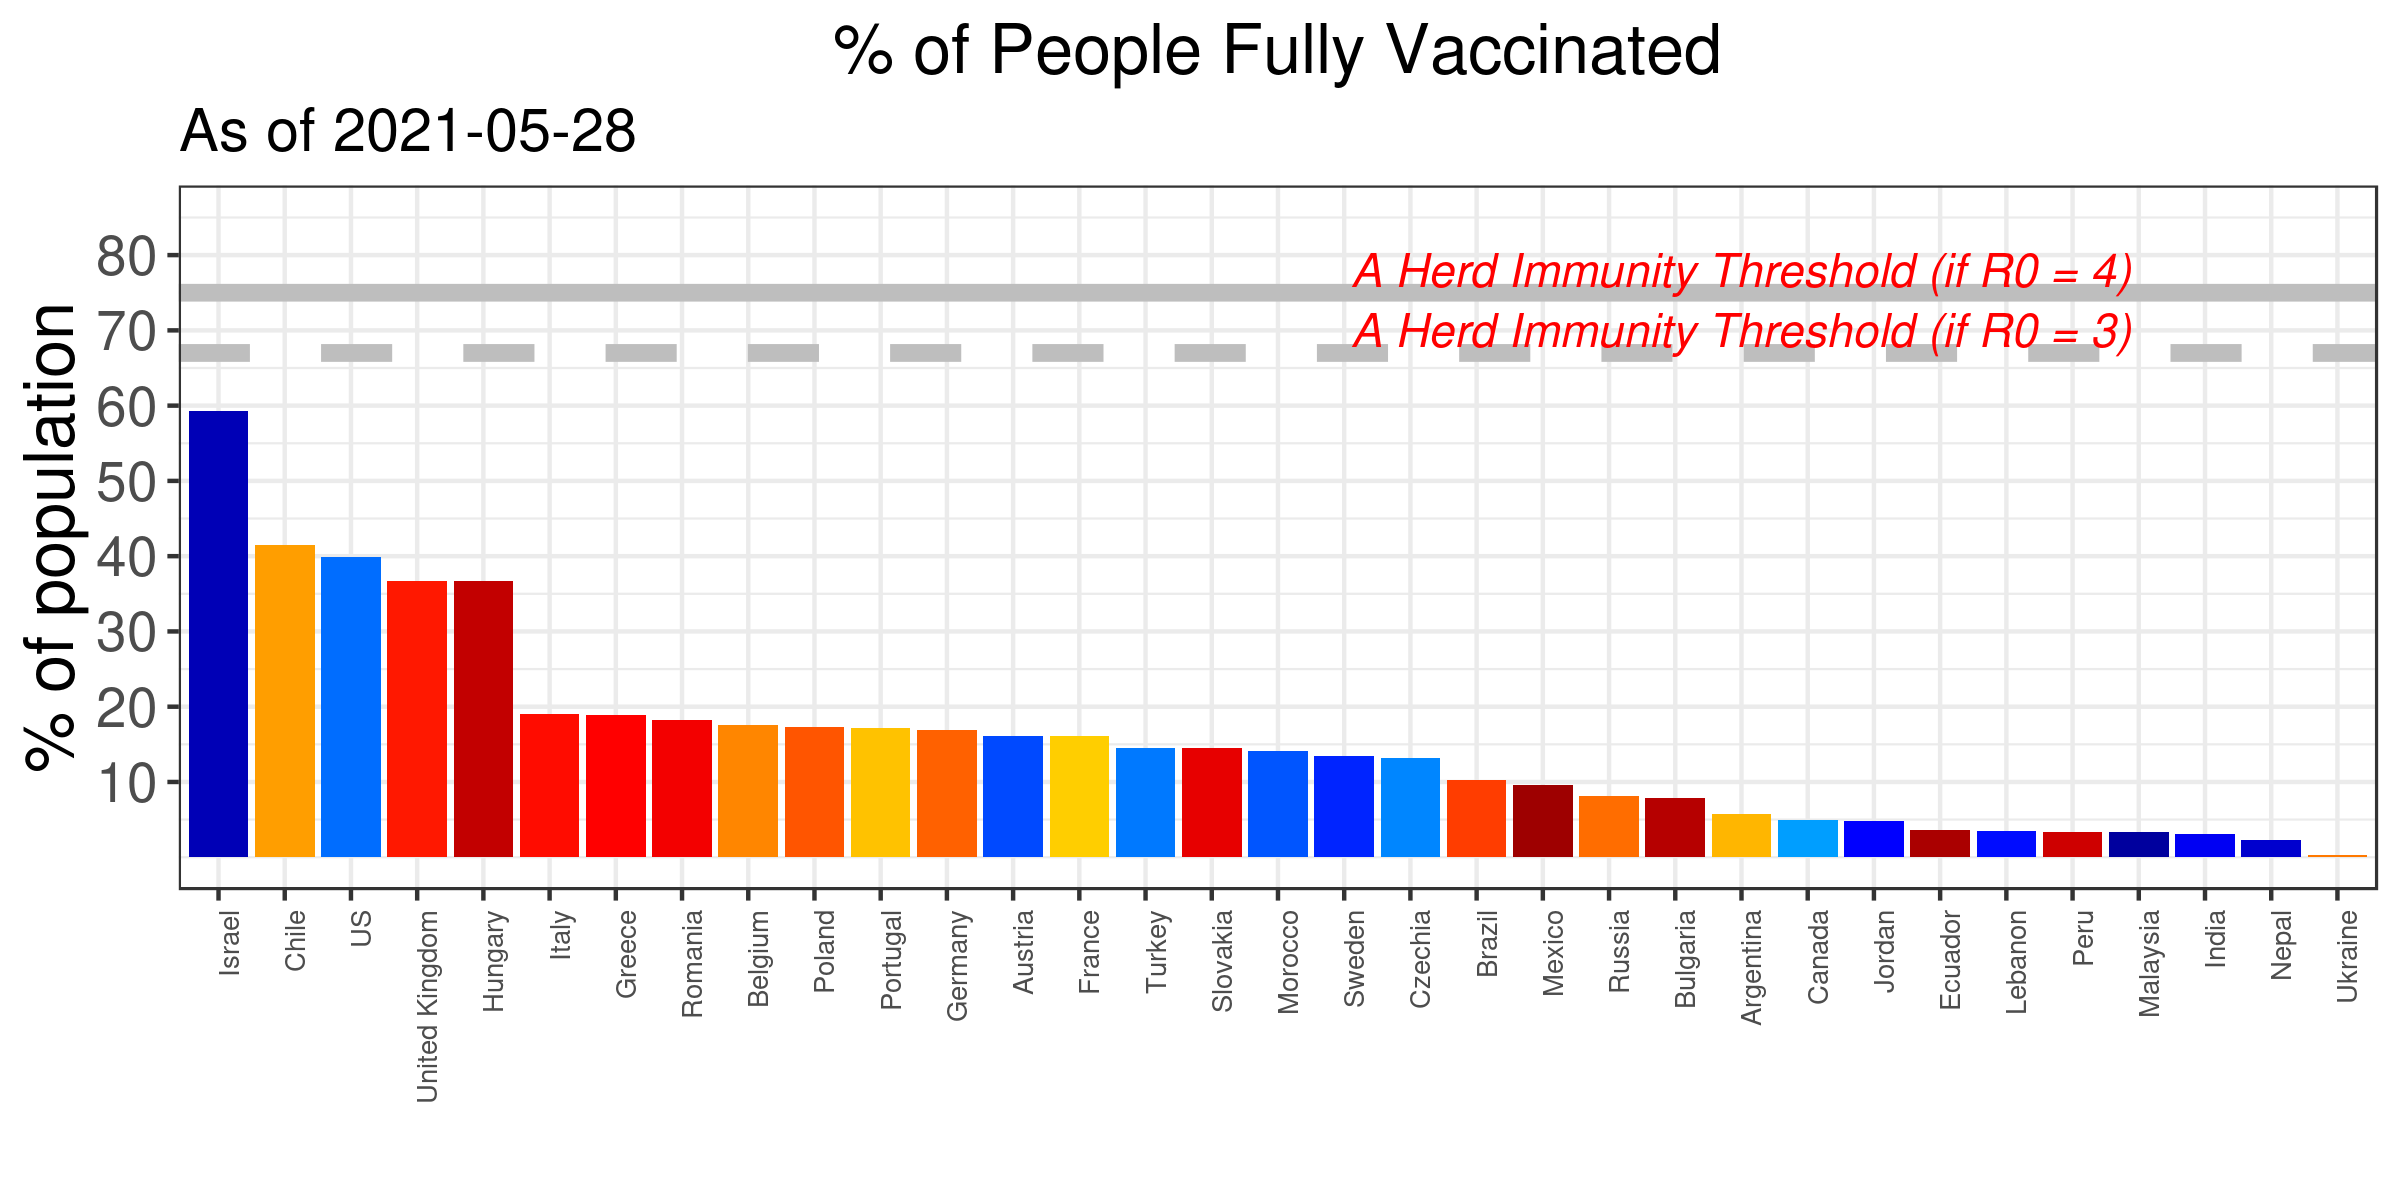 % of People Fully Vaccinated
As of 2021-05-28
% of population
80
70
60
50
40
30
20
10
A Herd Immunity Threshold (if R0 = 4)
A Herd Immunity Threshold (if R0 = 3)
Israel
Chile
US
United Kingdom
Hungary
Italy
Greece
Romania
Belgium
Poland
Portugal
Germany
Austria
France
Turkey
Slovakia
Morocco
Sweden
Czechia
Brazil
Mexico
Russia
Bulgaria
Argentina
Canada
Jordan
Ecuador
Lebanon
Peru
Malaysia
India
Nepal
Ukraine